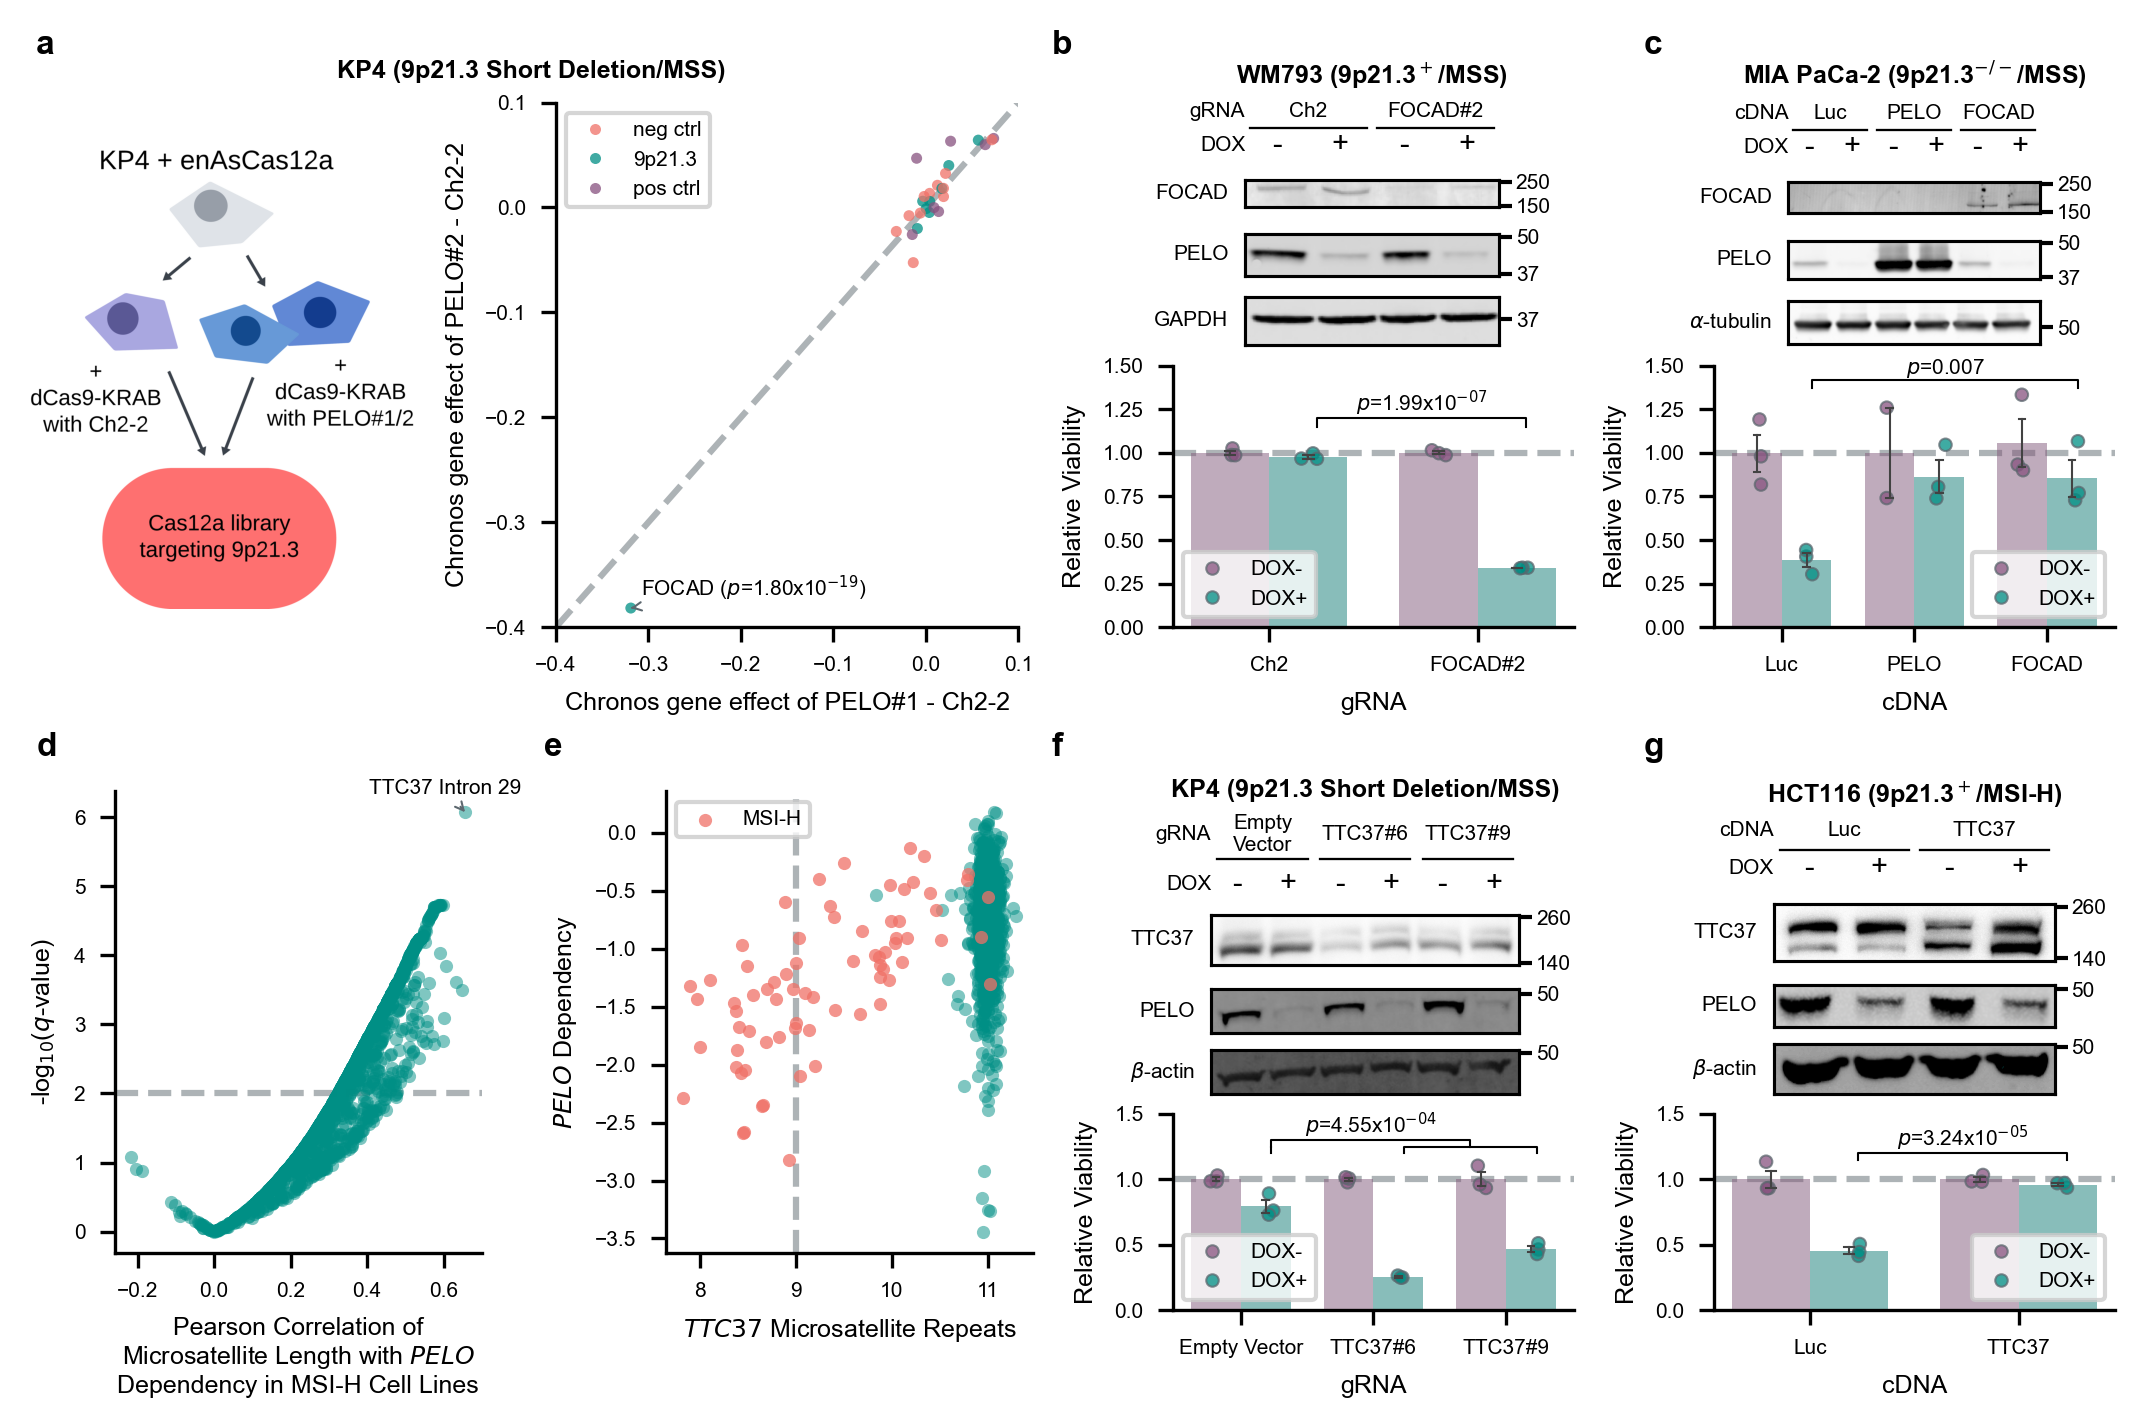 a
KP4 (9p21.3 Short Deletion/MSS)
KP4 + enAsCas12a
+
dCas9-KRAB
with Ch2-2
+
dCas9-KRAB
with PELO#1/2
Cas12a library
targeting 9p21.3
Chronos gene effect of PELO#2 - Ch2-2
0.1
0.0
−0.1
−0.2
−0.3
−0.4
neg ctrl
9p21.3
pos ctrl
FOCAD (p=1.80x10⁻¹⁹)
−0.4 −0.3 −0.2 −0.1 0.0 0.1
Chronos gene effect of PELO#1 - Ch2-2
b
WM793 (9p21.3⁺/MSS)
gRNA Ch2 FOCAD#2
DOX - + - +
FOCAD 250
150
PELO 50
37
GAPDH 37
Relative Viability
1.50
1.25
1.00
0.75
0.50
0.25
0.00
p=1.99x10⁻⁰⁷
DOX-
DOX+
Ch2 FOCAD#2
gRNA
c
MIA PaCa-2 (9p21.3⁻/⁻/MSS)
cDNA Luc PELO FOCAD
DOX - + - + - +
FOCAD 250
150
PELO 50
37
α-tubulin 50
Relative Viability
1.50
1.25
1.00
0.75
0.50
0.25
0.00
p=0.007
DOX-
DOX+
Luc PELO FOCAD
cDNA
d
TTC37 Intron 29
-log₁₀(q-value)
6
5
4
3
2
1
0
−0.2 0.0 0.2 0.4 0.6
Pearson Correlation of
Microsatellite Length with PELO
Dependency in MSI-H Cell Lines
e
MSI-H
PELO Dependency
0.0
−0.5
−1.0
−1.5
−2.0
−2.5
−3.0
−3.5
8 9 10 11
TTC37 Microsatellite Repeats
f
KP4 (9p21.3 Short Deletion/MSS)
gRNA Empty Vector TTC37#6 TTC37#9
DOX - + - + - +
TTC37 260
140
PELO 50
β-actin 50
Relative Viability
1.5
1.0
0.5
0.0
p=4.55x10⁻⁰⁴
DOX-
DOX+
Empty Vector TTC37#6 TTC37#9
gRNA
g
HCT116 (9p21.3⁺/MSI-H)
cDNA Luc TTC37
DOX - + - +
TTC37 260
140
PELO 50
β-actin 50
Relative Viability
1.5
1.0
0.5
0.0
p=3.24x10⁻⁰⁵
DOX-
DOX+
Luc TTC37
cDNA